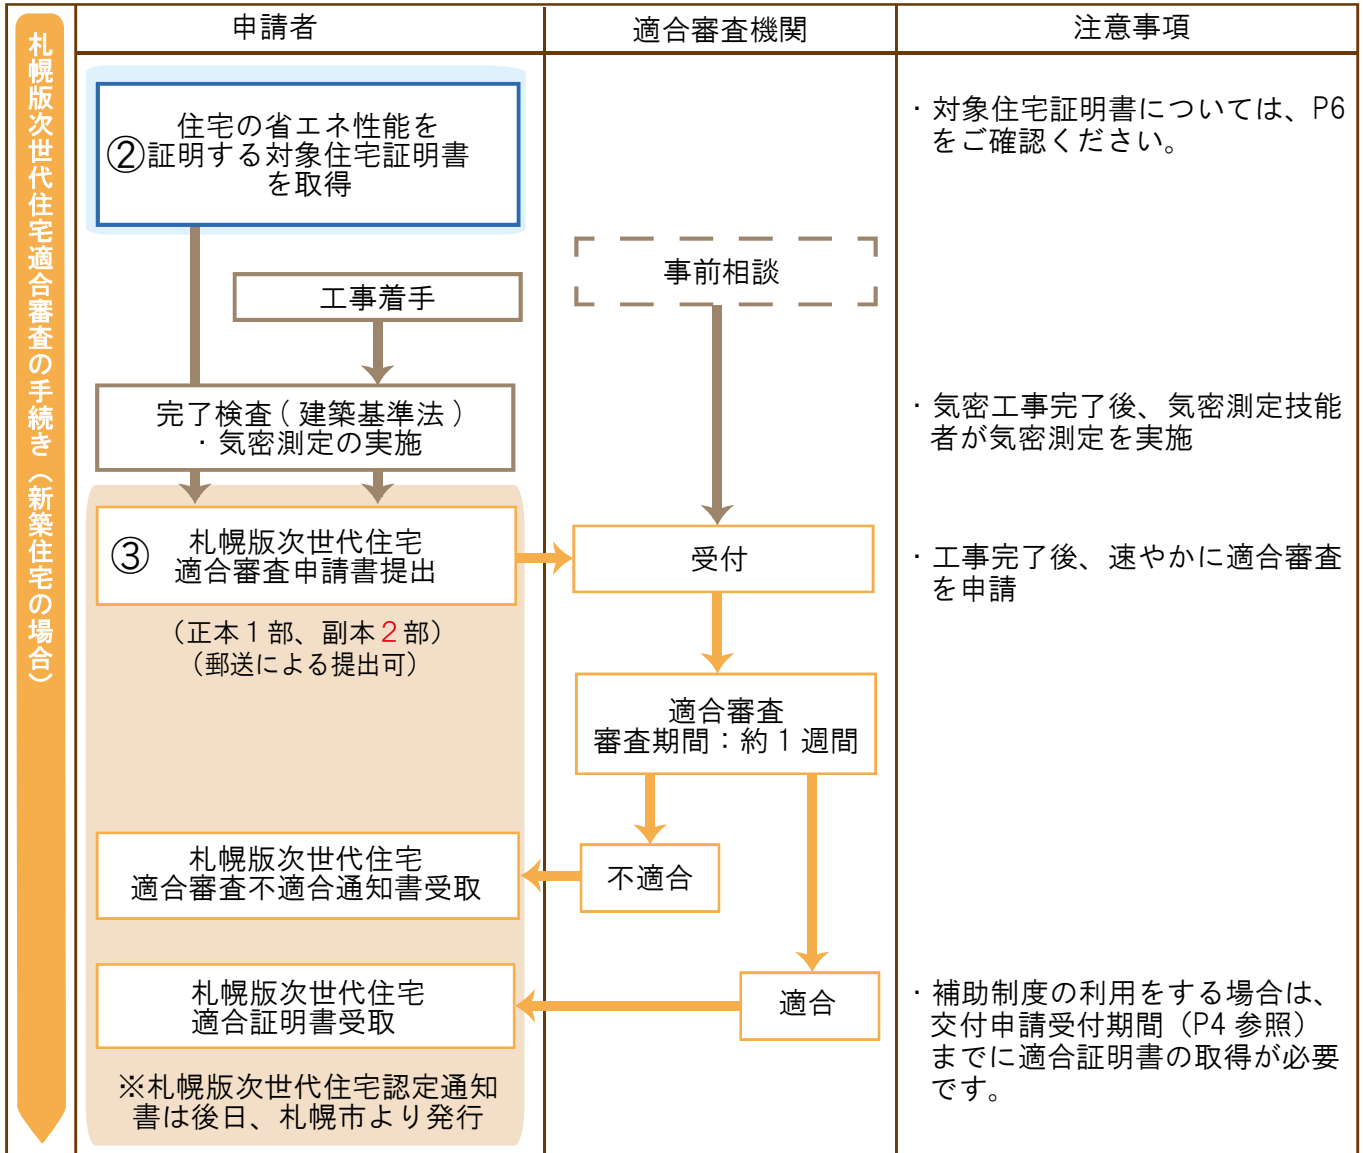 札幌版次世代住宅適合審査の手続き（新築住宅の場合）
申請者
適合審査機関
注意事項
②
住宅の省エネ性能を
証明する対象住宅証明書
を取得
・対象住宅証明書については、P6
をご確認ください。
事前相談
工事着手
完了検査(建築基準法)
・気密測定の実施
・気密工事完了後、気密測定技能
者が気密測定を実施
③
札幌版次世代住宅
適合審査申請書提出
受付
・工事完了後、速やかに適合審査
を申請
（正本１部、副本２部）
（郵送による提出可）
適合審査
審査期間：約１週間
札幌版次世代住宅
適合審査不適合通知書受取
不適合
札幌版次世代住宅
適合証明書受取
適合
・補助制度の利用をする場合は、
交付申請受付期間（P4 参照）
までに適合証明書の取得が必要
です。
※札幌版次世代住宅認定通知
書は後日、札幌市より発行